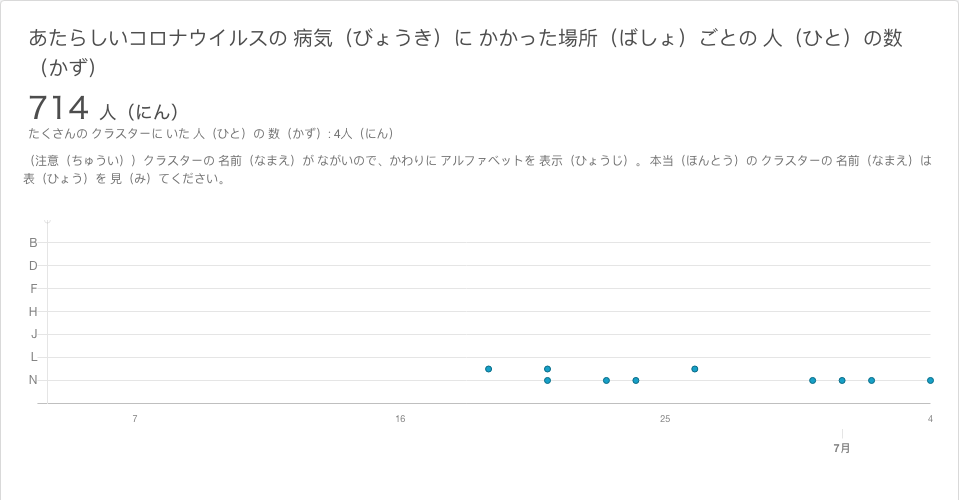 あたらしいコロナウイルスの 病気（びょうき）に かかった場所（ばしょ）ごとの 人（ひと）の数
（かず）
714 人（にん）
たくさんの クラスターに いた 人（ひと）の 数（かず）: 4人（にん）
（注意（ちゅうい））クラスターの 名前（なまえ）が ながいので、かわりに アルファベットを 表示（ひょうじ）。 本当（ほんとう）の クラスターの 名前（なまえ）は
表（ひょう）を 見（み）てください。
B
D
F
H
J
L
N
7 16 25 4
7月